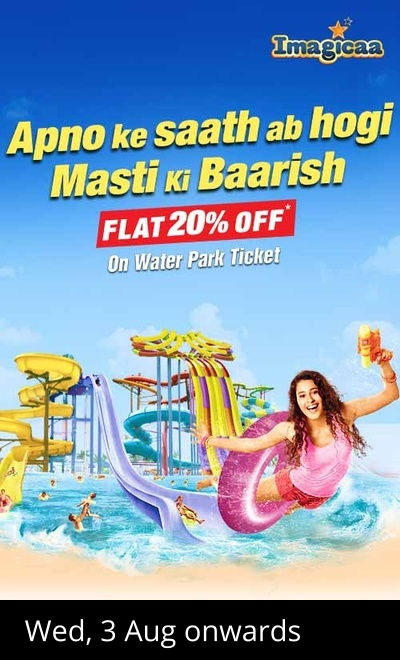 Imagicaa
Apno ke saath ab hogi
Masti Ki Baarish
FLAT 20% OFF*
On Water Park Ticket
Wed, 3 Aug onwards